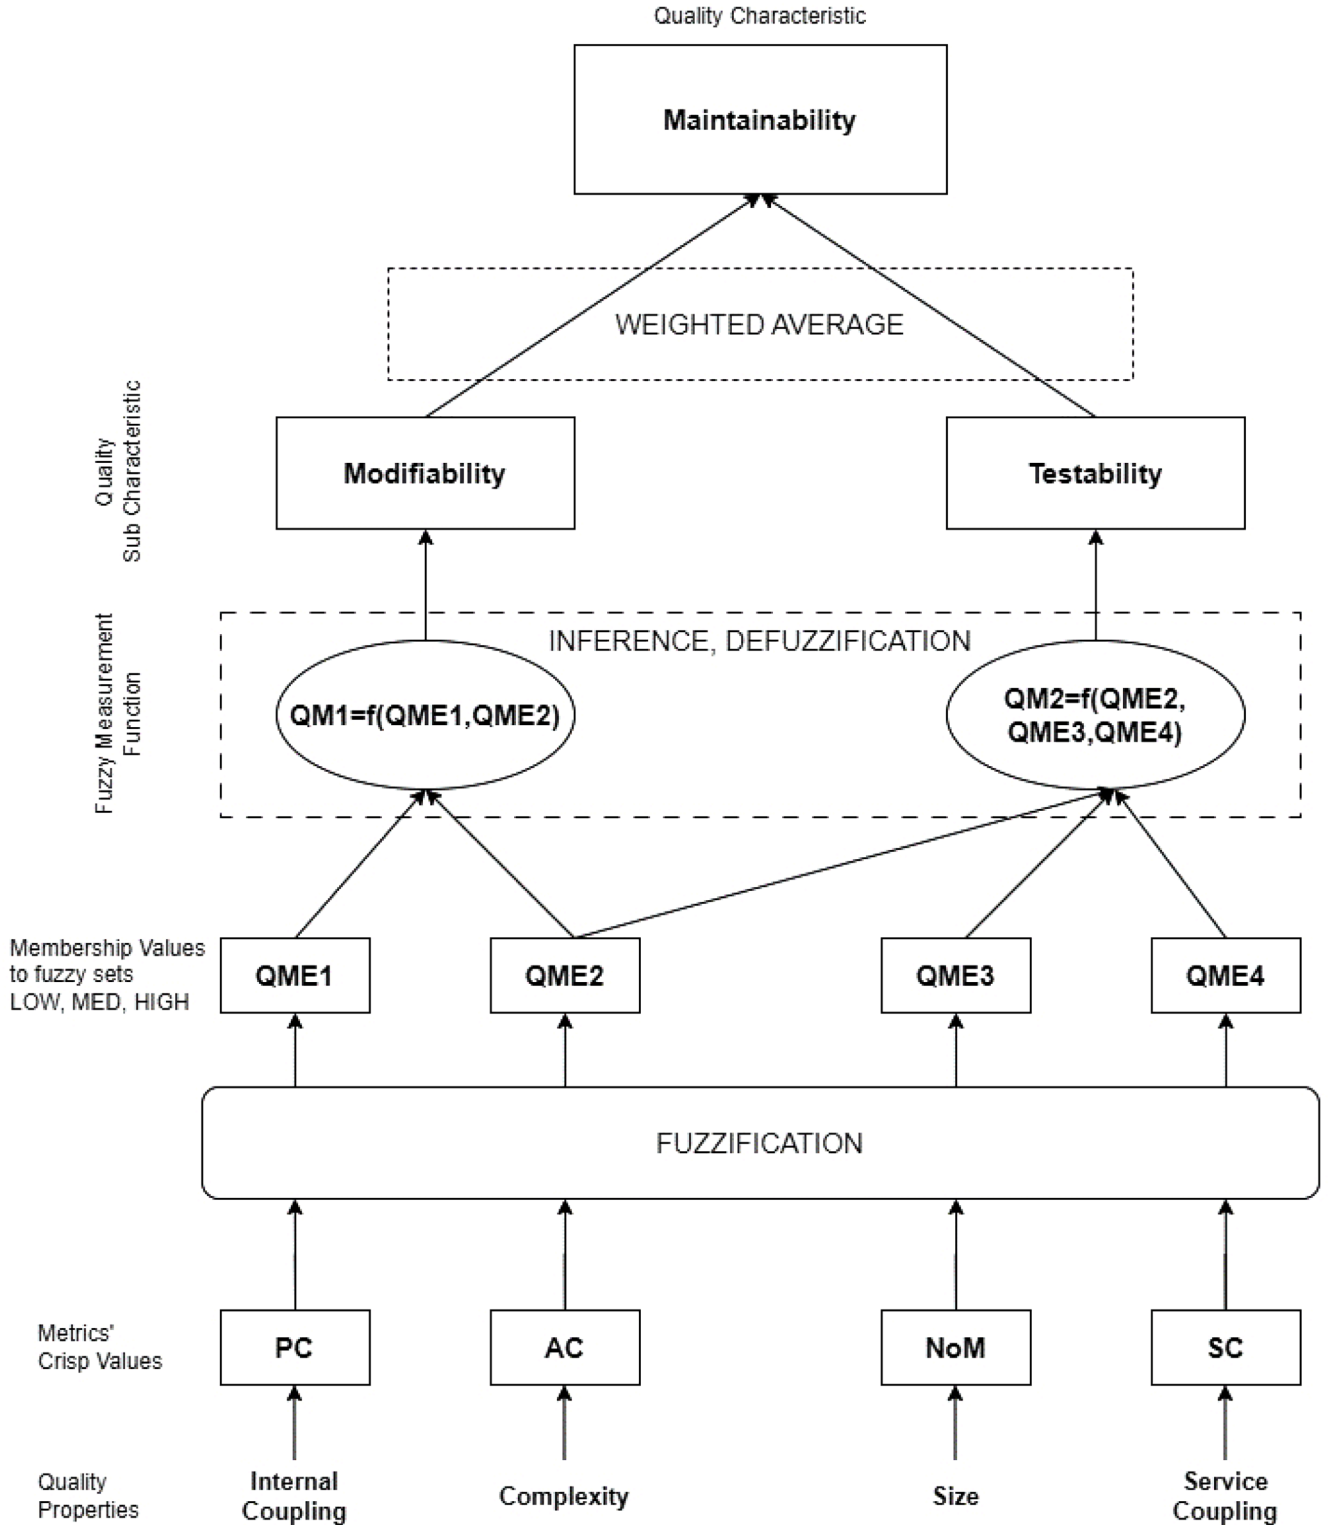 Quality Characteristic
Maintainability
WEIGHTED AVERAGE
Quality
Sub Characteristic
Modifiability
Testability
Fuzzy Measurement
Function
INFERENCE, DEFUZZIFICATION
QM1=f(QME1,QME2)
QM2=f(QME2,
QME3,QME4)
Membership Values
to fuzzy sets
LOW, MED, HIGH
QME1
QME2
QME3
QME4
FUZZIFICATION
Metrics'
Crisp Values
PC
AC
NoM
SC
Quality
Properties
Internal
Coupling
Complexity
Size
Service
Coupling